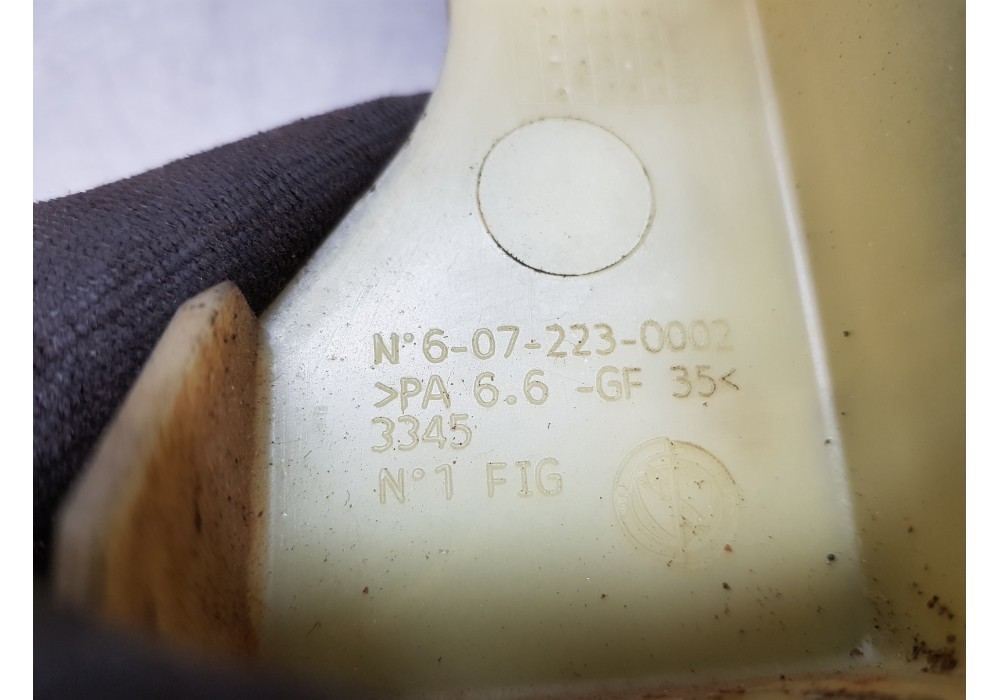 N°6-07-223-0002
>PA 6.6 -GF 35<
3345
N°1 FIG